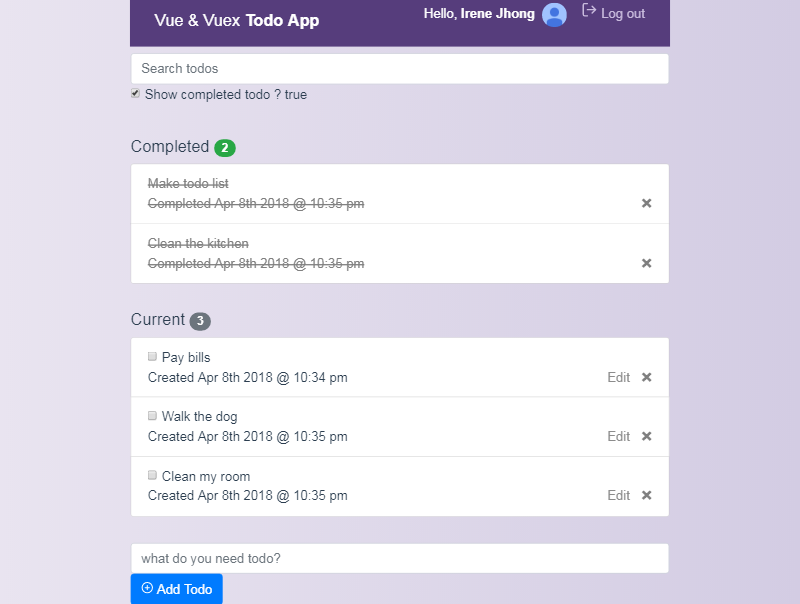 Vue & Vuex Todo App
Hello, Irene Jhong Log out
Search todos
Show completed todo ? true
Completed 2
Make todo list
Completed Apr 8th 2018 @ 10:35 pm
Clean the kitchen
Completed Apr 8th 2018 @ 10:35 pm
Current 3
Pay bills
Created Apr 8th 2018 @ 10:34 pm Edit
Walk the dog
Created Apr 8th 2018 @ 10:35 pm Edit
Clean my room
Created Apr 8th 2018 @ 10:35 pm Edit
what do you need todo?
Add Todo